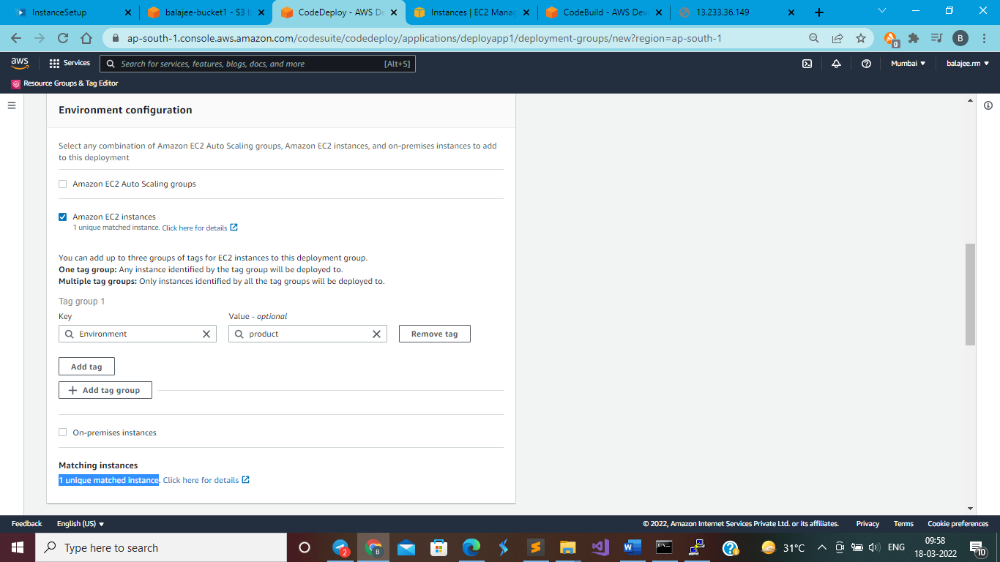 InstanceSetup
balajee-bucket1 - S3 b
CodeDeploy - AWS De
Instances | EC2 Manag
CodeBuild - AWS Deve
13.233.36.149
ap-south-1.console.aws.amazon.com/codesuite/codedeploy/applications/deployapp1/deployment-groups/new?region=ap-south-1
0
B
aws
Services
Search for services, features, blogs, docs, and more
[Alt+S]
Mumbai
balajee.rm
Resource Groups & Tag Editor
Environment configuration
Select any combination of Amazon EC2 Auto Scaling groups, Amazon EC2 instances, and on-premises instances to add
to this deployment
Amazon EC2 Auto Scaling groups
Amazon EC2 instances
1 unique matched instance. Click here for details
You can add up to three groups of tags for EC2 instances to this deployment group.
One tag group: Any instance identified by the tag group will be deployed to.
Multiple tag groups: Only instances identified by all the tag groups will be deployed to.
Tag group 1
Key
Value - optional
Environment
product
Remove tag
Add tag
Add tag group
On-premises instances
Matching instances
1 unique matched instance. Click here for details
Feedback
English (US)
© 2022, Amazon Internet Services Private Ltd. or its affiliates.
Privacy
Terms
Cookie preferences
Type here to search
2
B
31°C
ENG
09:58
18-03-2022
10